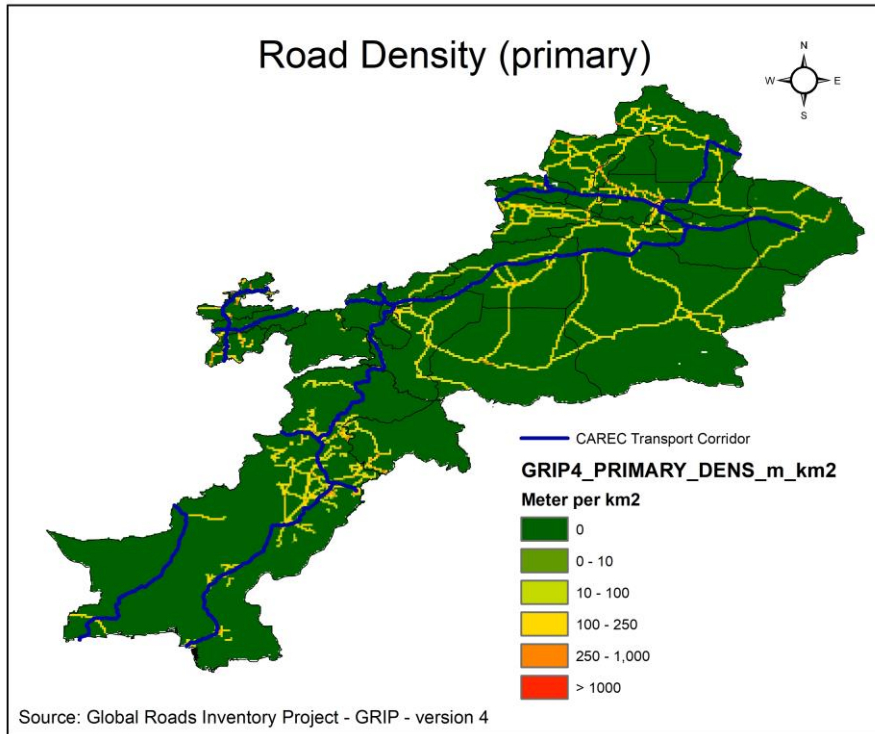 Road Density (primary)
N
W E
S
CAREC Transport Corridor
GRIP4_PRIMARY_DENS_m_km2
Meter per km2
0
0 - 10
10 - 100
100 - 250
250 - 1,000
> 1000
Source: Global Roads Inventory Project - GRIP - version 4